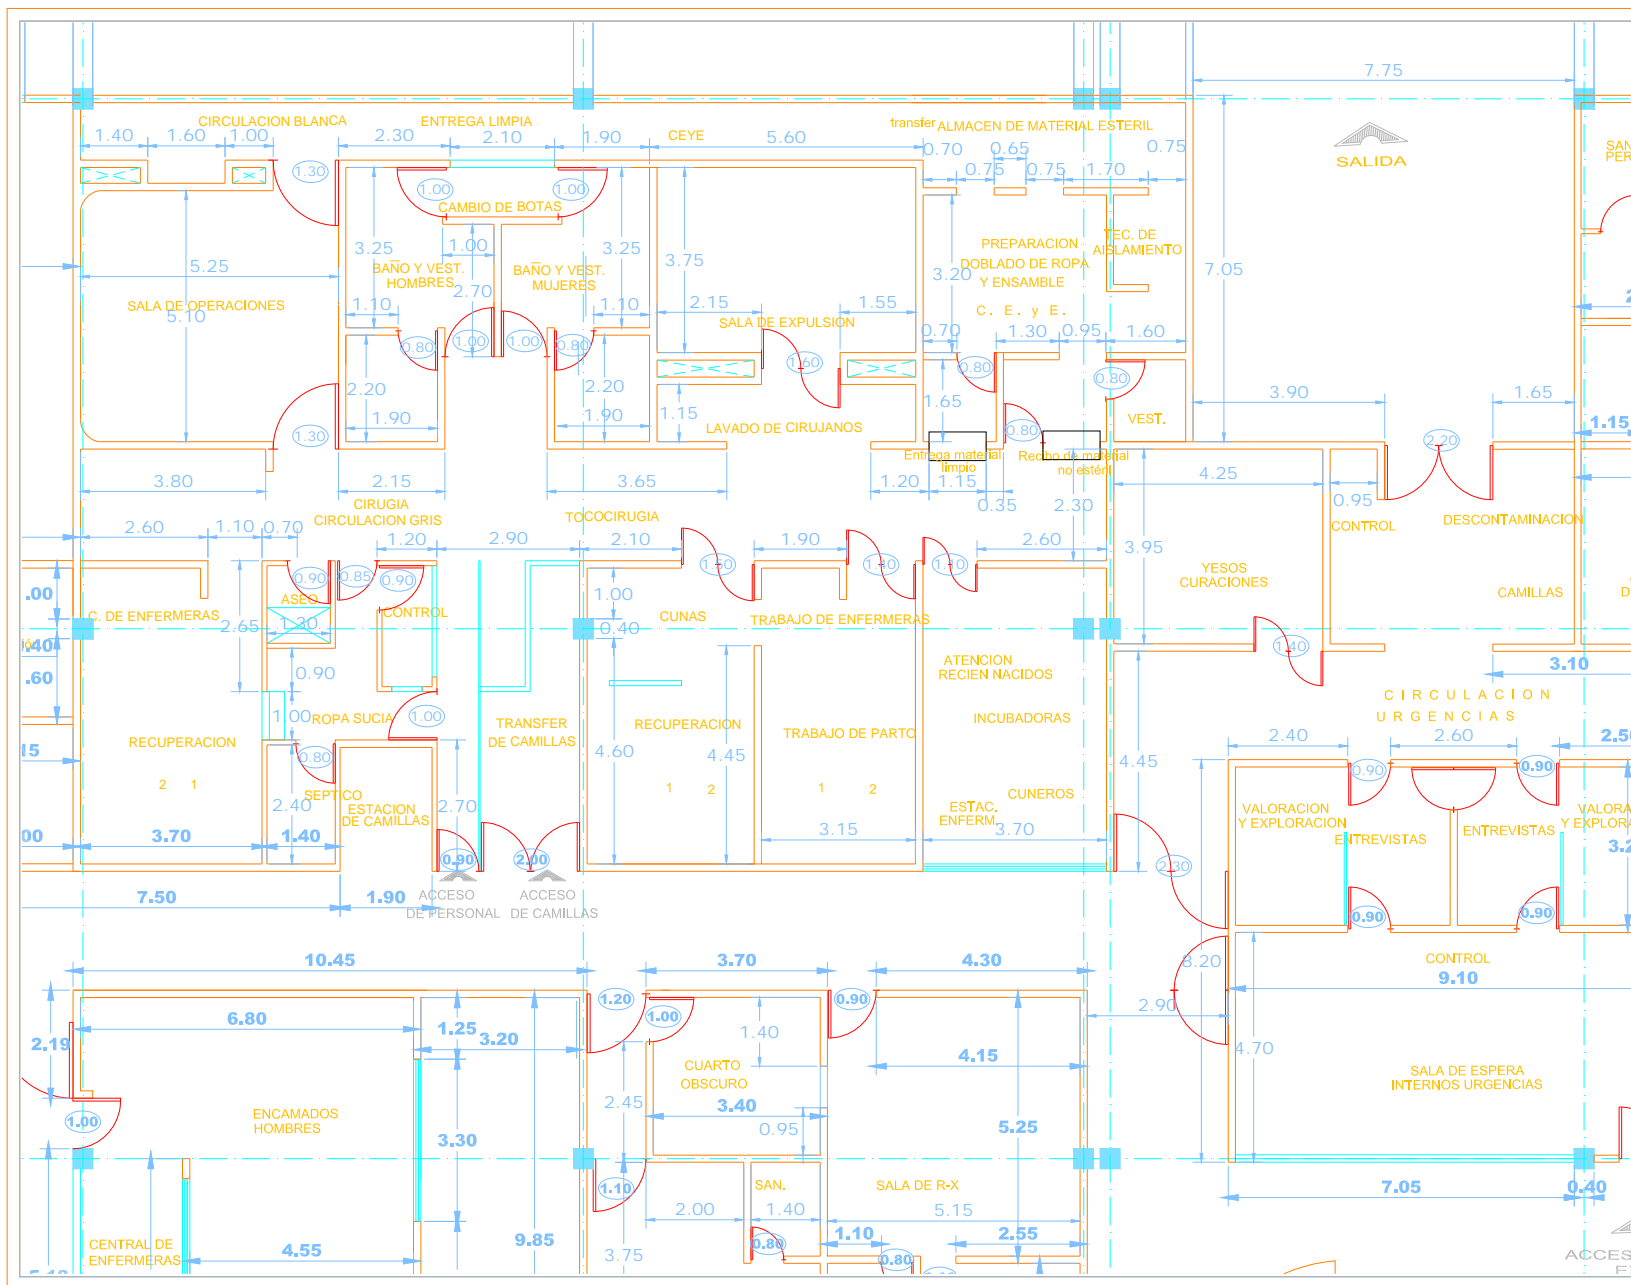 7.75
CIRCULACION BLANCA
ENTREGA LIMPIA
CEYE
transfer
ALMACEN DE MATERIAL ESTERIL
1.40
1.60
1.00
2.30
2.10
1.90
5.60
0.70
0.65
0.75
0.75
0.75
1.70
SALIDA
1.30
1.00
1.00
CAMBIO DE BOTAS
3.25
1.00
3.25
3.75
PREPARACION
DOBLADO DE ROPA
Y ENSAMBLE
TEC. DE
AISLAMIENTO
7.05
5.25
BAÑO Y VEST.
HOMBRES
BAÑO Y VEST.
MUJERES
3.20
SALA DE OPERACIONES
5.10
1.10
2.70
1.10
2.15
1.55
C. E. y E.
SALA DE EXPULSION
0.80
1.00
1.00
0.80
0.70
1.30
0.95
1.60
1.60
0.80
0.80
2.20
2.20
1.65
3.90
1.65
1.90
1.90
1.15
LAVADO DE CIRUJANOS
VEST.
1.15
1.30
0.80
2.20
Entrega material
limpio
Recibo de material
no estéril
3.80
2.15
3.65
1.20
1.15
0.35
2.30
4.25
0.95
CIRUGIA
CIRCULACION GRIS
TOCOCIRUGIA
CONTROL
DESCONTAMINACION
2.60
1.10
0.70
1.20
2.90
2.10
1.90
2.60
3.95
0.90
0.85
0.90
1.40
1.10
YESOS
CURACIONES
.00
ASEO
1.00
CAMILLAS
C. DE ENFERMERAS
1.20
CONTROL
2.65
0.40
CUNAS
TRABAJO DE ENFERMERAS
.40
1.40
.60
0.90
ATENCION
RECIEN NACIDOS
3.10
CIRCULACION
URGENCIAS
1.00
ROPA SUCIA
1.00
TRANSFER
DE CAMILLAS
RECUPERACION
TRABAJO DE PARTO
INCUBADORAS
RECUPERACION
4.60
4.45
4.45
2.40
2.60
2.50
15
0.80
0.90
0.90
2 1
SEPTICO
2.40
ESTACION
DE CAMILLAS
2.70
1 2
1 2
CUNEROS
ESTAC.
ENFERM.
VALORACION
Y EXPLORACION
ENTREVISTAS
ENTREVISTAS
00
3.70
1.40
3.15
3.70
0.90
2.00
2.30
ACCESO
DE PERSONAL
ACCESO
DE CAMILLAS
7.50
1.90
0.90
0.90
10.45
3.70
4.30
8.20
CONTROL
9.10
6.80
1.20
1.00
0.90
2.90
2.19
1.25
3.20
1.40
4.15
4.70
CUARTO
OBSCURO
SALA DE ESPERA
INTERNOS URGENCIAS
ENCAMADOS
HOMBRES
1.00
3.30
2.45
3.40
0.95
5.25
1.10
SAN.
SALA DE R-X
7.05
0.40
2.00
1.40
5.15
CENTRAL DE
ENFERMERAS
4.55
9.85
3.75
0.80
1.10
2.55
0.80